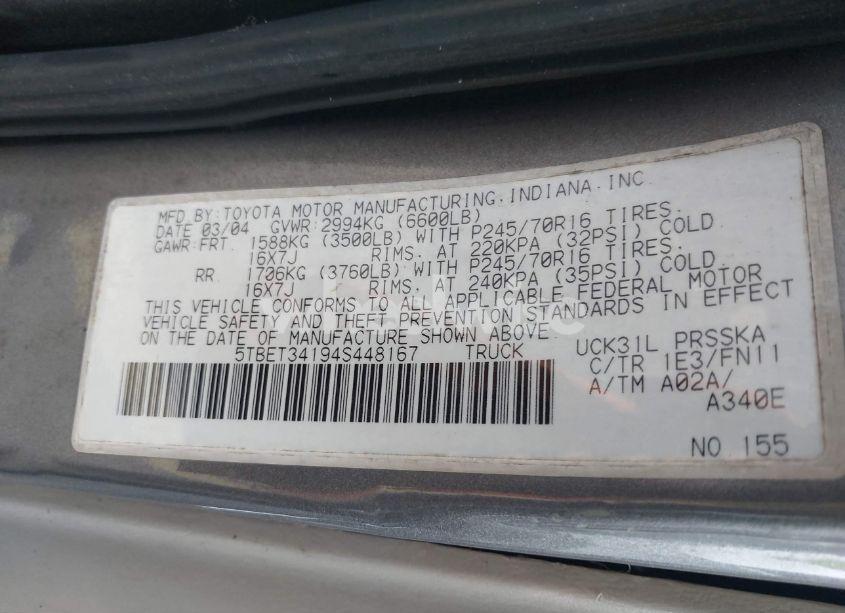 MFD.BY:TOYOTA MOTOR MANUFACTURING,INDIANA,INC.
DATE 03/04 GVWR:2994KG (6600LB)
GAWR:FRT. 1588KG (3500LB) WITH P245/70R16 TIRES.
16X7J RIMS. AT 220KPA (32PSI) COLD
RR. 1706KG (3760LB) WITH P245/70R16 TIRES.
16X7J RIMS. AT 240KPA (35PSI) COLD.
THIS VEHICLE CONFORMS TO ALL APPLICABLE FEDERAL MOTOR
VEHICLE SAFETY AND THEFT PREVENTION STANDARDS IN EFFECT
ON THE DATE OF MANUFACTURE SHOWN ABOVE.
5TBET34194S448167 TRUCK
UCK31L PRSSKA
C/TR 1E3/FN11
A/TM A02A/
A340E
NO.155